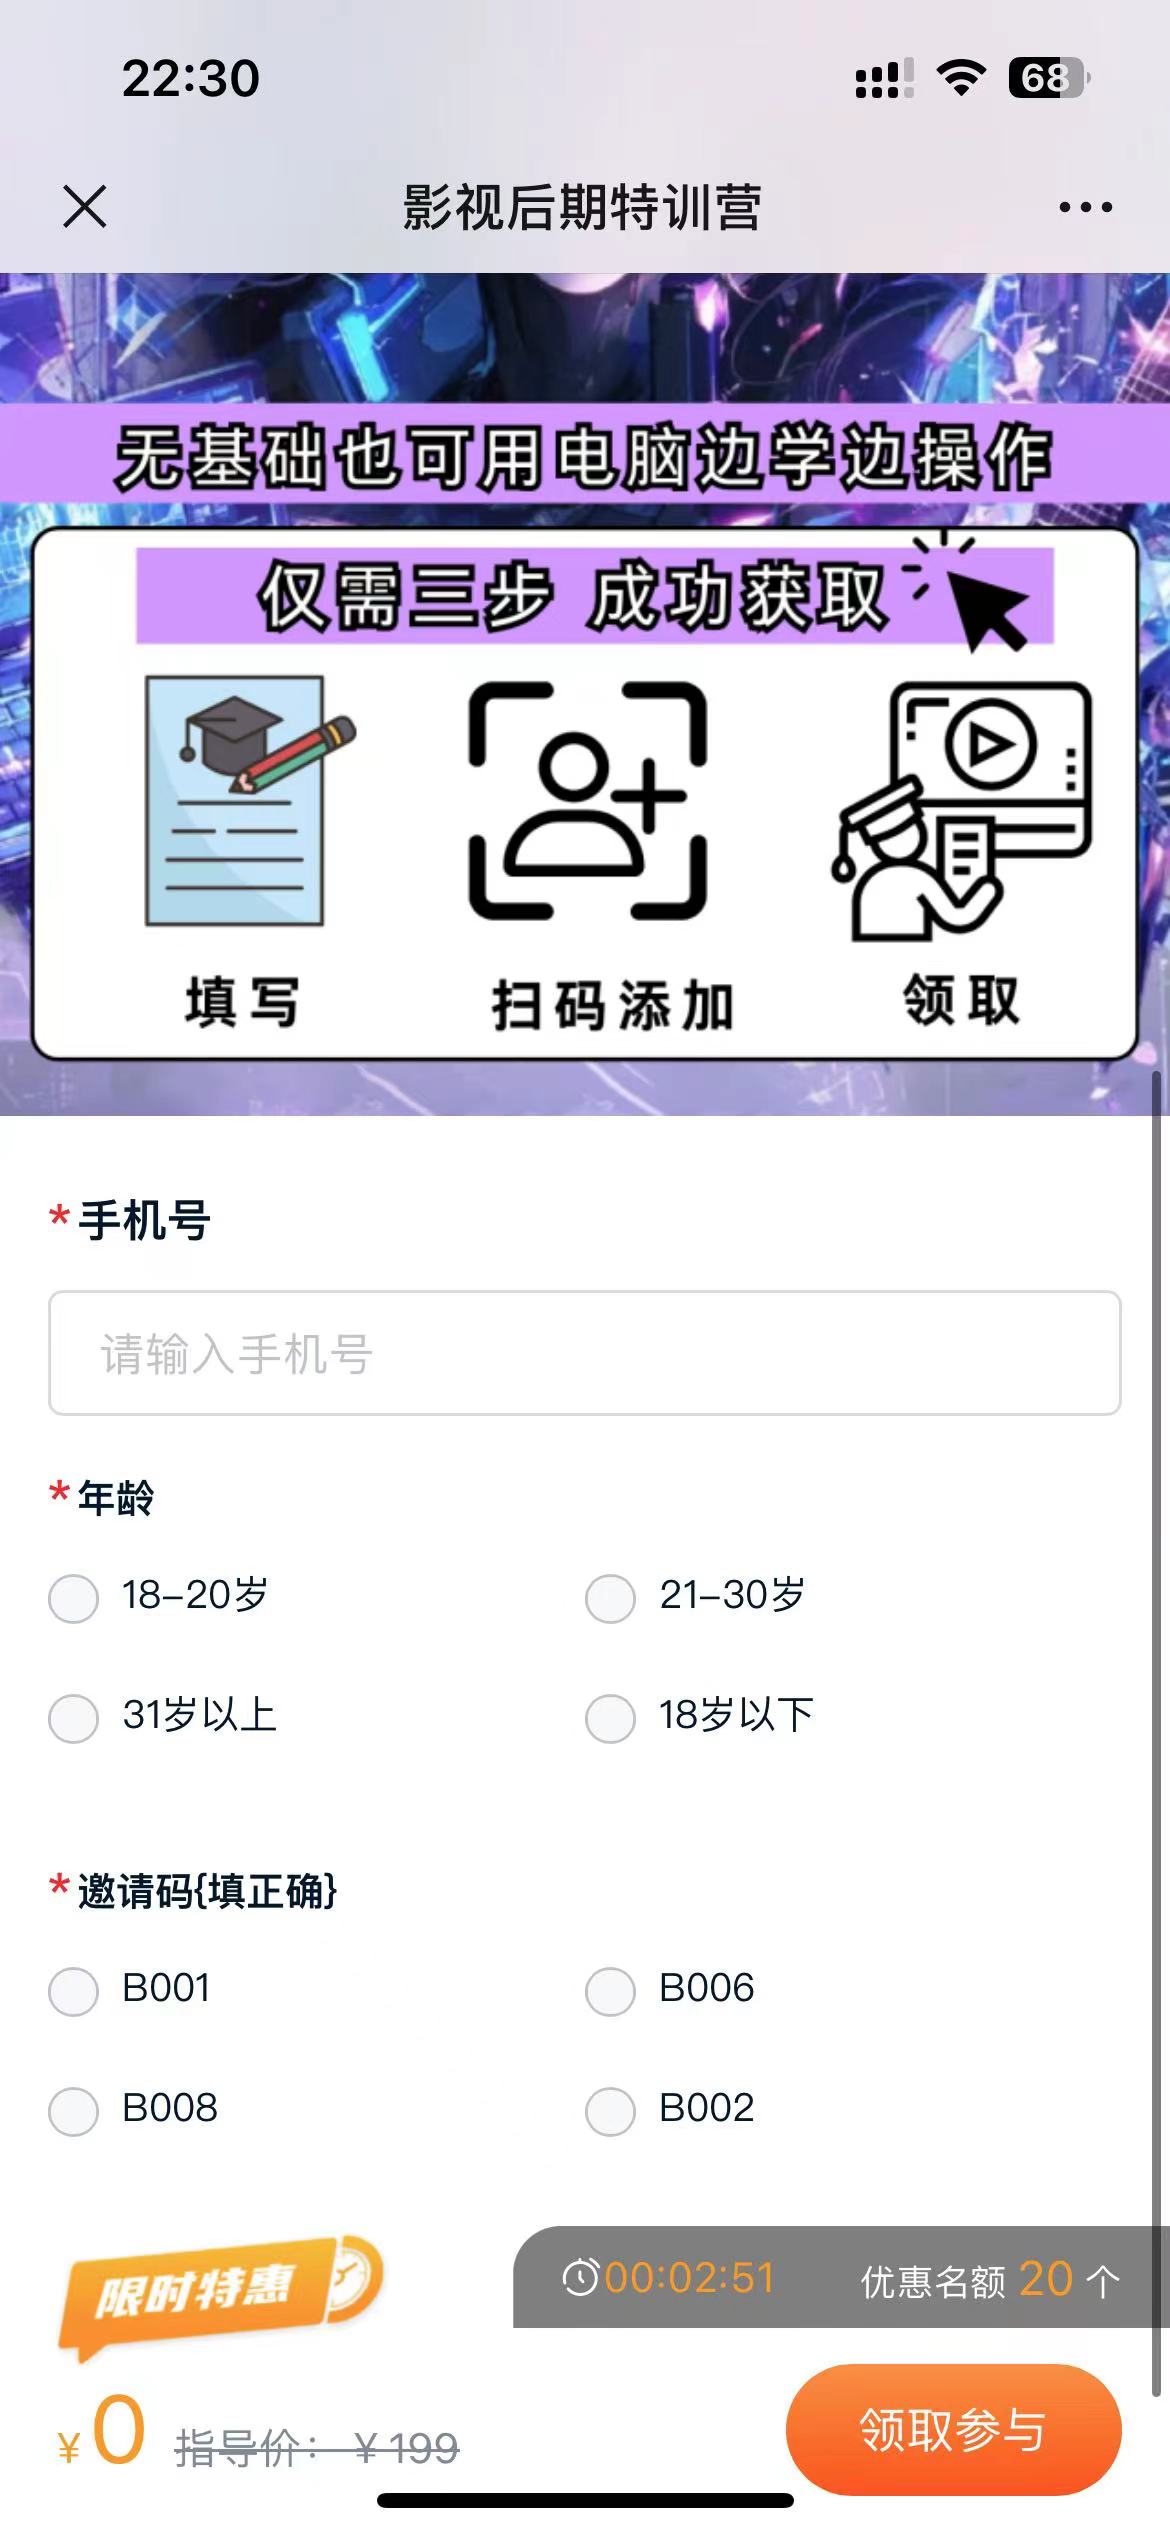 22:30
68
影视后期特训营
无基础也可用电脑边学边操作
仅需三步 成功获取
填写 扫码添加 领取
*手机号
请输入手机号
*年龄
18-20岁 21-30岁
31岁以上 18岁以下
*邀请码{填正确}
B001 B006
B008 B002
限时特惠
00:02:51 优惠名额 20 个
¥0 指导价：¥199
领取参与